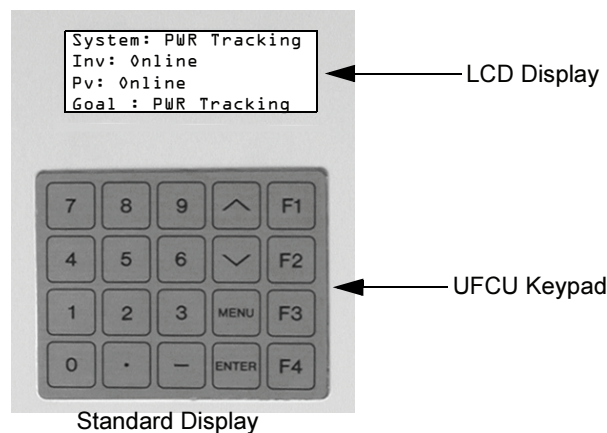 System: PWR Tracking
Inv: Online
Pv: Online
Goal : PWR Tracking
LCD Display
7 8 9 F1
4 5 6 F2
UFCU Keypad
1 2 3 MENU F3
0 . – ENTER F4
Standard Display